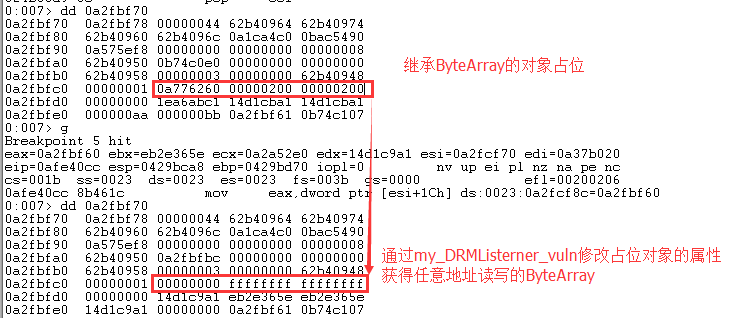 0:007> dd 0a2fbf70
0a2fbf70 0a2fbf78 00000044 62b40964 62b40974
0a2fbf80 62b40960 62b4096c 0a1ca4c0 0bac5490
0a2fbf90 0a575ef8 00000000 00000000 00000008
0a2fbfa0 62b40950 0b74c0e0 00000000 00000000
0a2fbfb0 62b40958 00000003 00000000 62b40948
0a2fbfc0 00000001 0a776260 00000200 00000200
0a2fbfd0 00000000 1ea6abc1 14d1cba1 14d1cba1
0a2fbfe0 000000aa 000000bb 0a2fbf61 0b74c107
继承ByteArray的对象占位
0:007> g
Breakpoint 5 hit
eax=0a2fbf60 ebx=eb2e365e ecx=0a2a52e0 edx=14d1c9a1 esi=0a2fcf70 edi=0a37b020
eip=0afe40cc esp=0429bca8 ebp=0429bd70 iopl=0 nv up ei pl nz na pe nc
cs=001b ss=0023 ds=0023 es=0023 fs=003b gs=0000 efl=00200206
0afe40cc 8b461c mov eax,dword ptr [esi+1Ch] ds:0023:0a2fcf8c=0a2fbf60
0:007> dd 0a2fbf70
0a2fbf70 0a2fbf78 00000044 62b40964 62b40974
0a2fbf80 62b40960 62b4096c 0a1ca4c0 0bac5490
0a2fbf90 0a575ef8 00000000 00000000 00000008
0a2fbfa0 62b40950 0a2fbfbc 00000000 00000000
0a2fbfb0 62b40958 00000003 00000000 62b40948
0a2fbfc0 00000001 00000000 ffffffff ffffffff
0a2fbfd0 00000000 14d1c9a1 eb2e365e eb2e365e
0a2fbfe0 14d1c9a1 00000000 0a2fbf61 0b74c107
通过my_DRMListerner_vuln修改占位对象的属性
获得任意地址读写的ByteArray